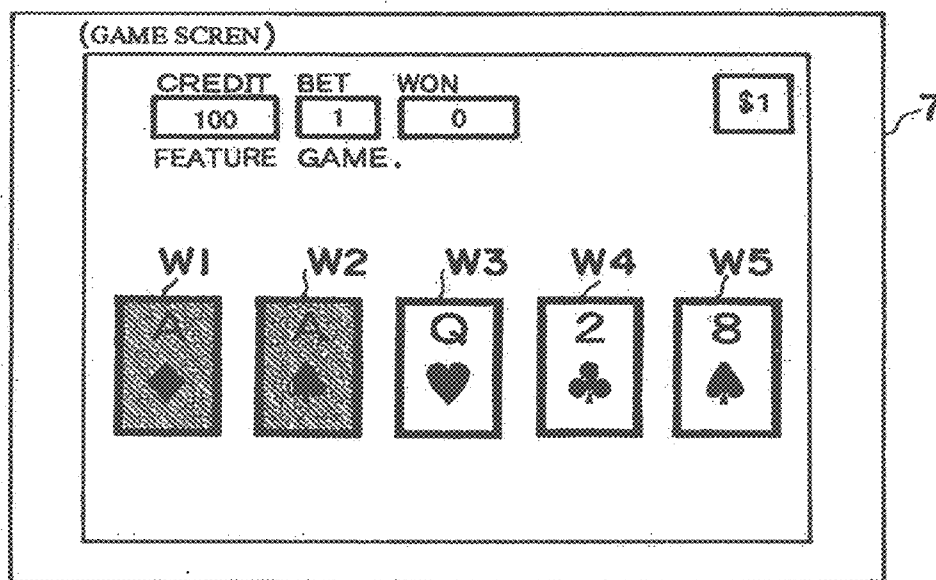 (GAME SCREN)
CREDIT BET WON
100 1 0 $1
7
FEATURE GAME.
W1 W2 W3 W4 W5
A A Q 2 8